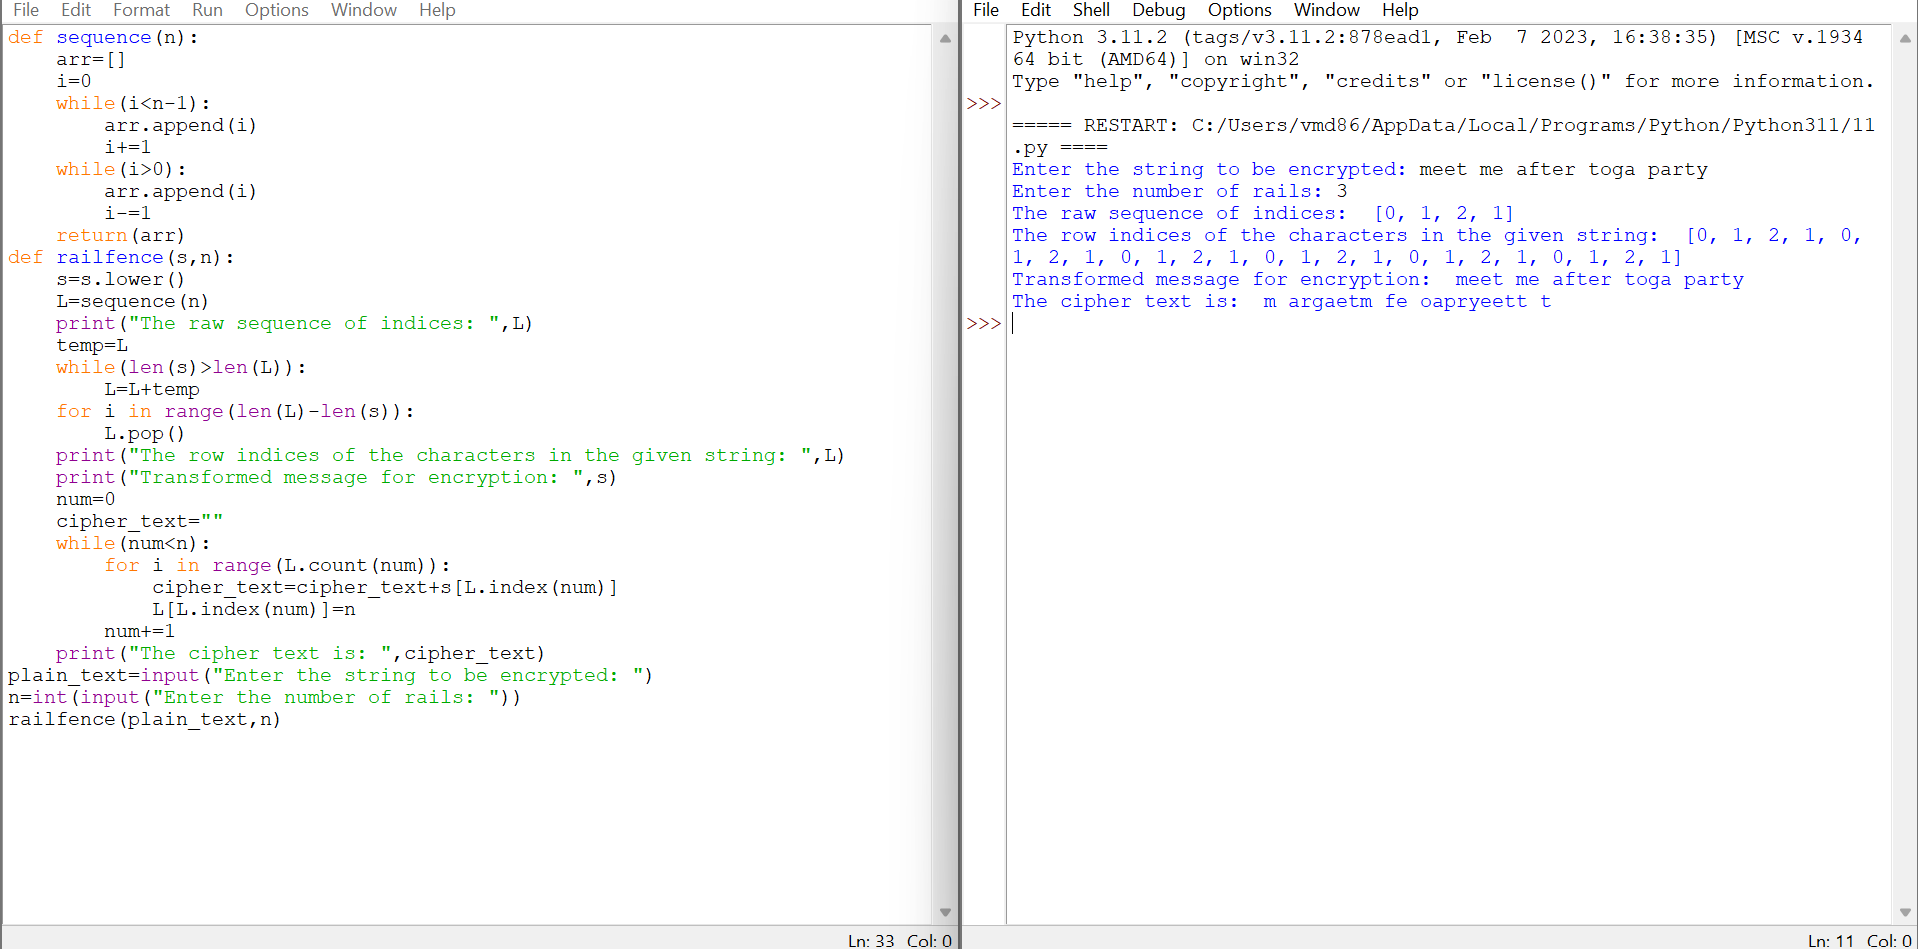 File Edit Format Run Options Window Help
def sequence(n):
    arr=[]
    i=0
    while(i<n-1):
        arr.append(i)
        i+=1
    while(i>0):
        arr.append(i)
        i-=1
    return(arr)
def railfence(s,n):
    s=s.lower()
    L=sequence(n)
    print("The raw sequence of indices: ",L)
    temp=L
    while(len(s)>len(L)):
        L=L+temp
    for i in range(len(L)-len(s)):
        L.pop()
    print("The row indices of the characters in the given string: ",L)
    print("Transformed message for encryption: ",s)
    num=0
    cipher_text=""
    while(num<n):
        for i in range(L.count(num)):
            cipher_text=cipher_text+s[L.index(num)]
            L[L.index(num)]=n
        num+=1
    print("The cipher text is: ",cipher_text)
plain_text=input("Enter the string to be encrypted: ")
n=int(input("Enter the number of rails: "))
railfence(plain_text,n)
Ln: 33 Col: 0
File Edit Shell Debug Options Window Help
Python 3.11.2 (tags/v3.11.2:878ead1, Feb  7 2023, 16:38:35) [MSC v.1934
64 bit (AMD64)] on win32
Type "help", "copyright", "credits" or "license()" for more information.
>>>
===== RESTART: C:/Users/vmd86/AppData/Local/Programs/Python/Python311/11
.py ====
Enter the string to be encrypted: meet me after toga party
Enter the number of rails: 3
The raw sequence of indices:  [0, 1, 2, 1]
The row indices of the characters in the given string:  [0, 1, 2, 1, 0,
1, 2, 1, 0, 1, 2, 1, 0, 1, 2, 1, 0, 1, 2, 1, 0, 1, 2, 1]
Transformed message for encryption:  meet me after toga party
The cipher text is:  m argaetm fe oapryeett t
>>>
Ln: 11 Col: 0